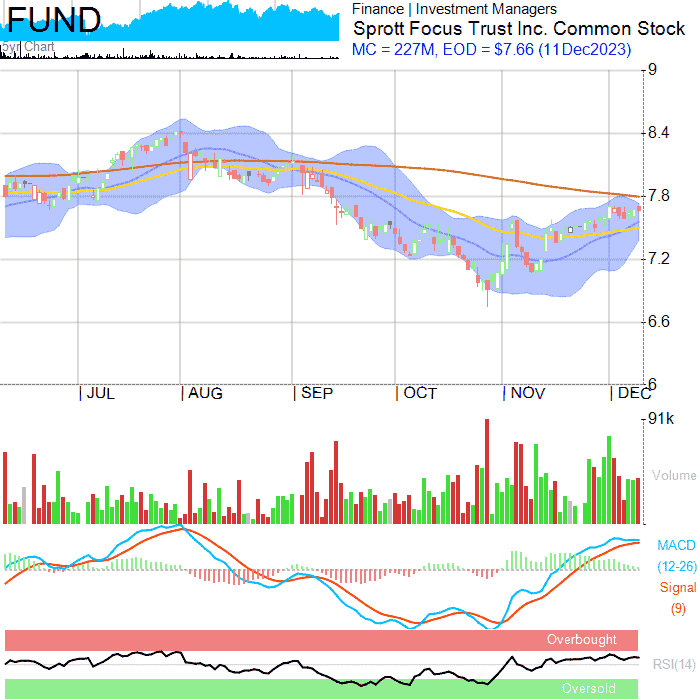 FUND
Finance | Investment Managers
Sprott Focus Trust Inc. Common Stock
MC = 227M, EOD = $7.66 (11Dec2023)
5yr Chart
9
8.4
7.8
7.2
6.6
6
| JUL | AUG | SEP | OCT | NOV | DEC
91k
Volume
MACD
(12-26)
Signal
(9)
Overbought
RSI(14)
Oversold